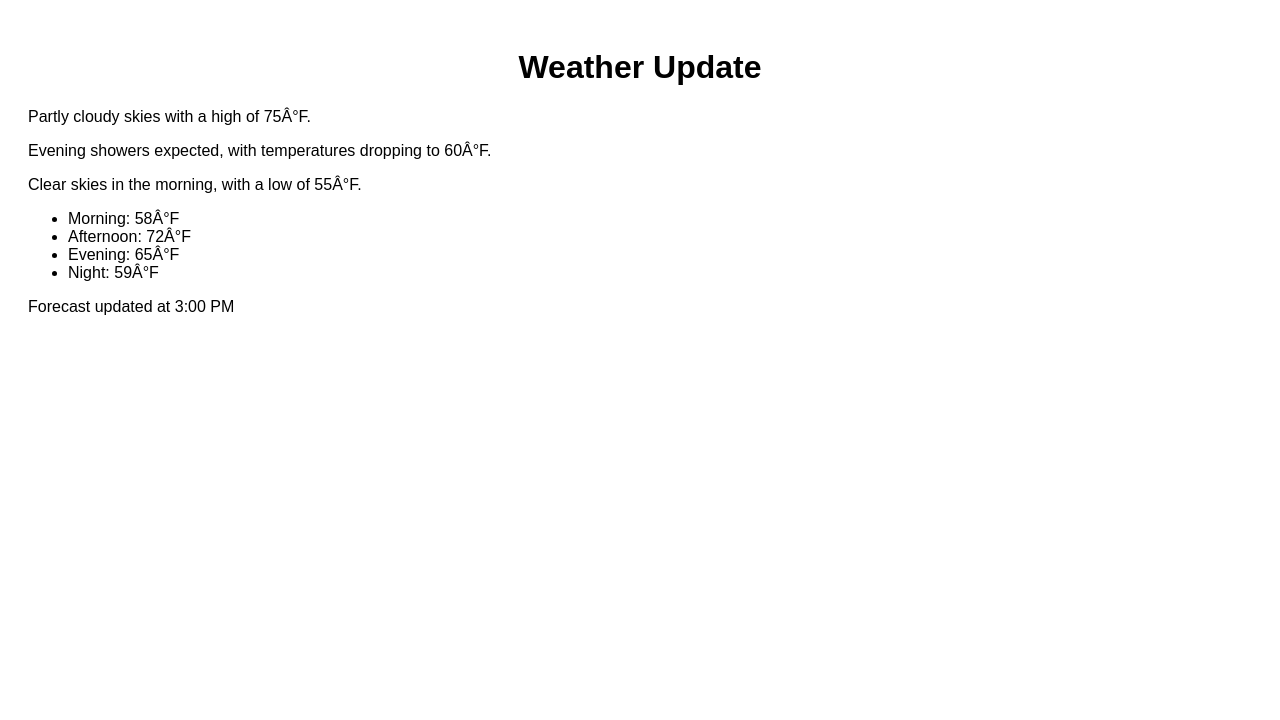 Weather Update
Partly cloudy skies with a high of 75Â°F.
Evening showers expected, with temperatures dropping to 60Â°F.
Clear skies in the morning, with a low of 55Â°F.
Morning: 58Â°F
Afternoon: 72Â°F
Evening: 65Â°F
Night: 59Â°F
Forecast updated at 3:00 PM